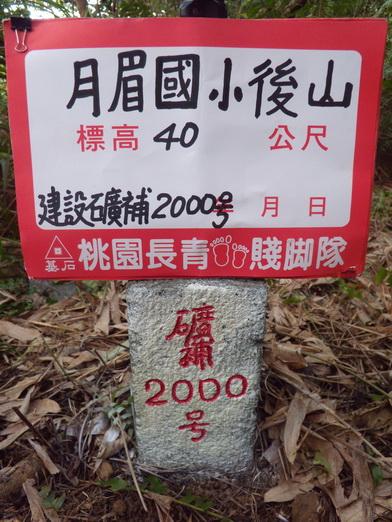 月眉國小後山
標高 40 公尺
建設礦補2000号 月 日
基石 桃園長青 賤脚隊
礦
補
2000
号